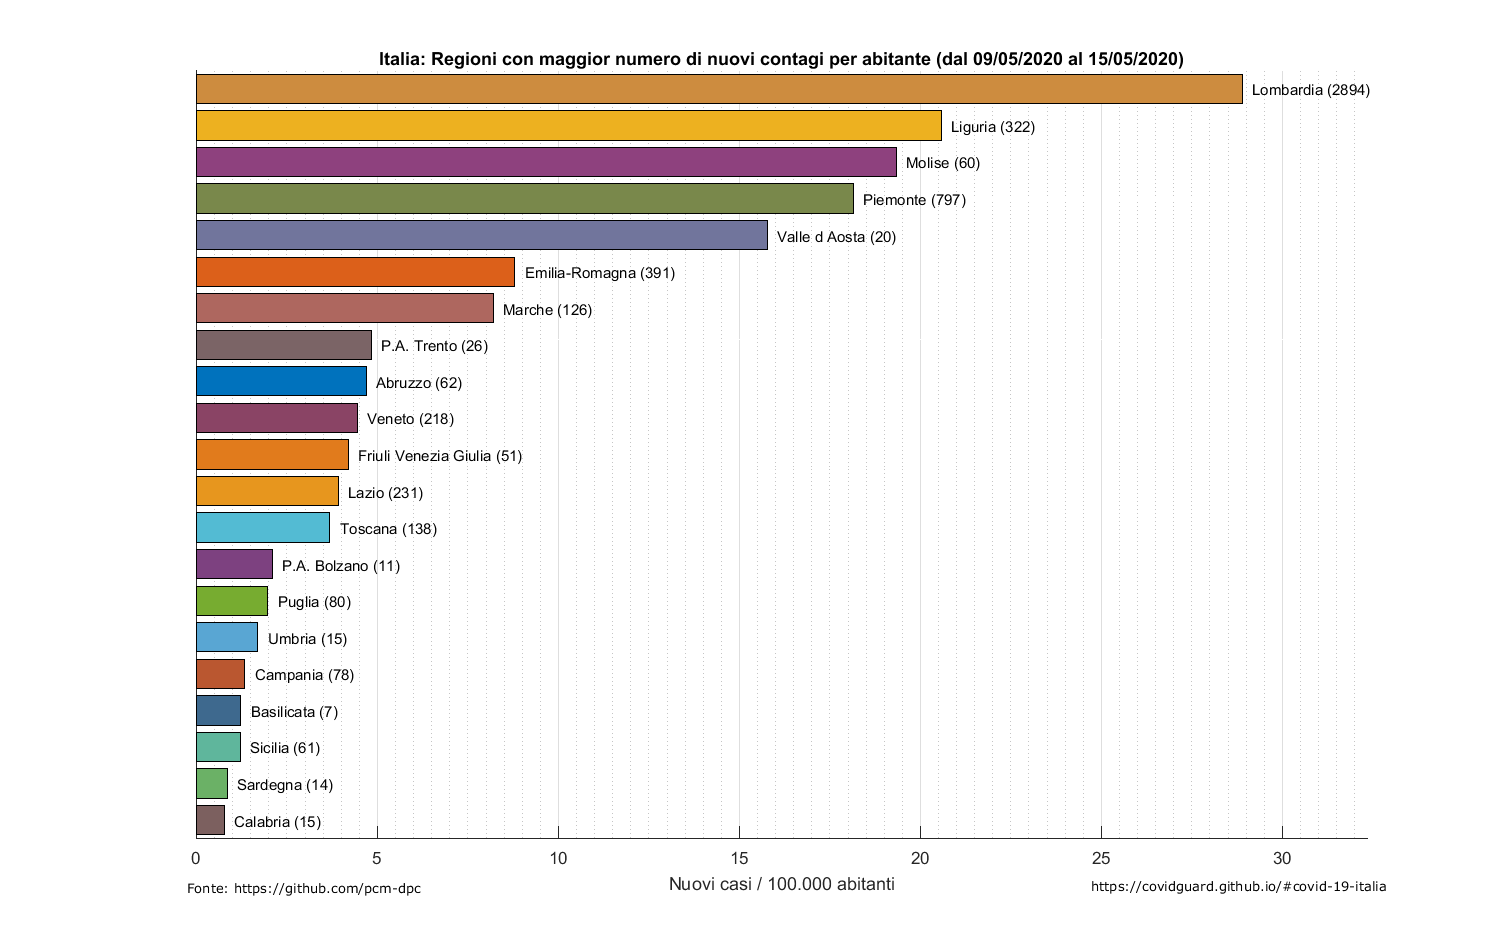 Italia: Regioni con maggior numero di nuovi contagi per abitante (dal 09/05/2020 al 15/05/2020)
Lombardia (2894)
Liguria (322)
Molise (60)
Piemonte (797)
Valle d Aosta (20)
Emilia-Romagna (391)
Marche (126)
P.A. Trento (26)
Abruzzo (62)
Veneto (218)
Friuli Venezia Giulia (51)
Lazio (231)
Toscana (138)
P.A. Bolzano (11)
Puglia (80)
Umbria (15)
Campania (78)
Basilicata (7)
Sicilia (61)
Sardegna (14)
Calabria (15)
0 5 10 15 20 25 30
Nuovi casi / 100.000 abitanti
Fonte: https://github.com/pcm-dpc
https://covidguard.github.io/#covid-19-italia